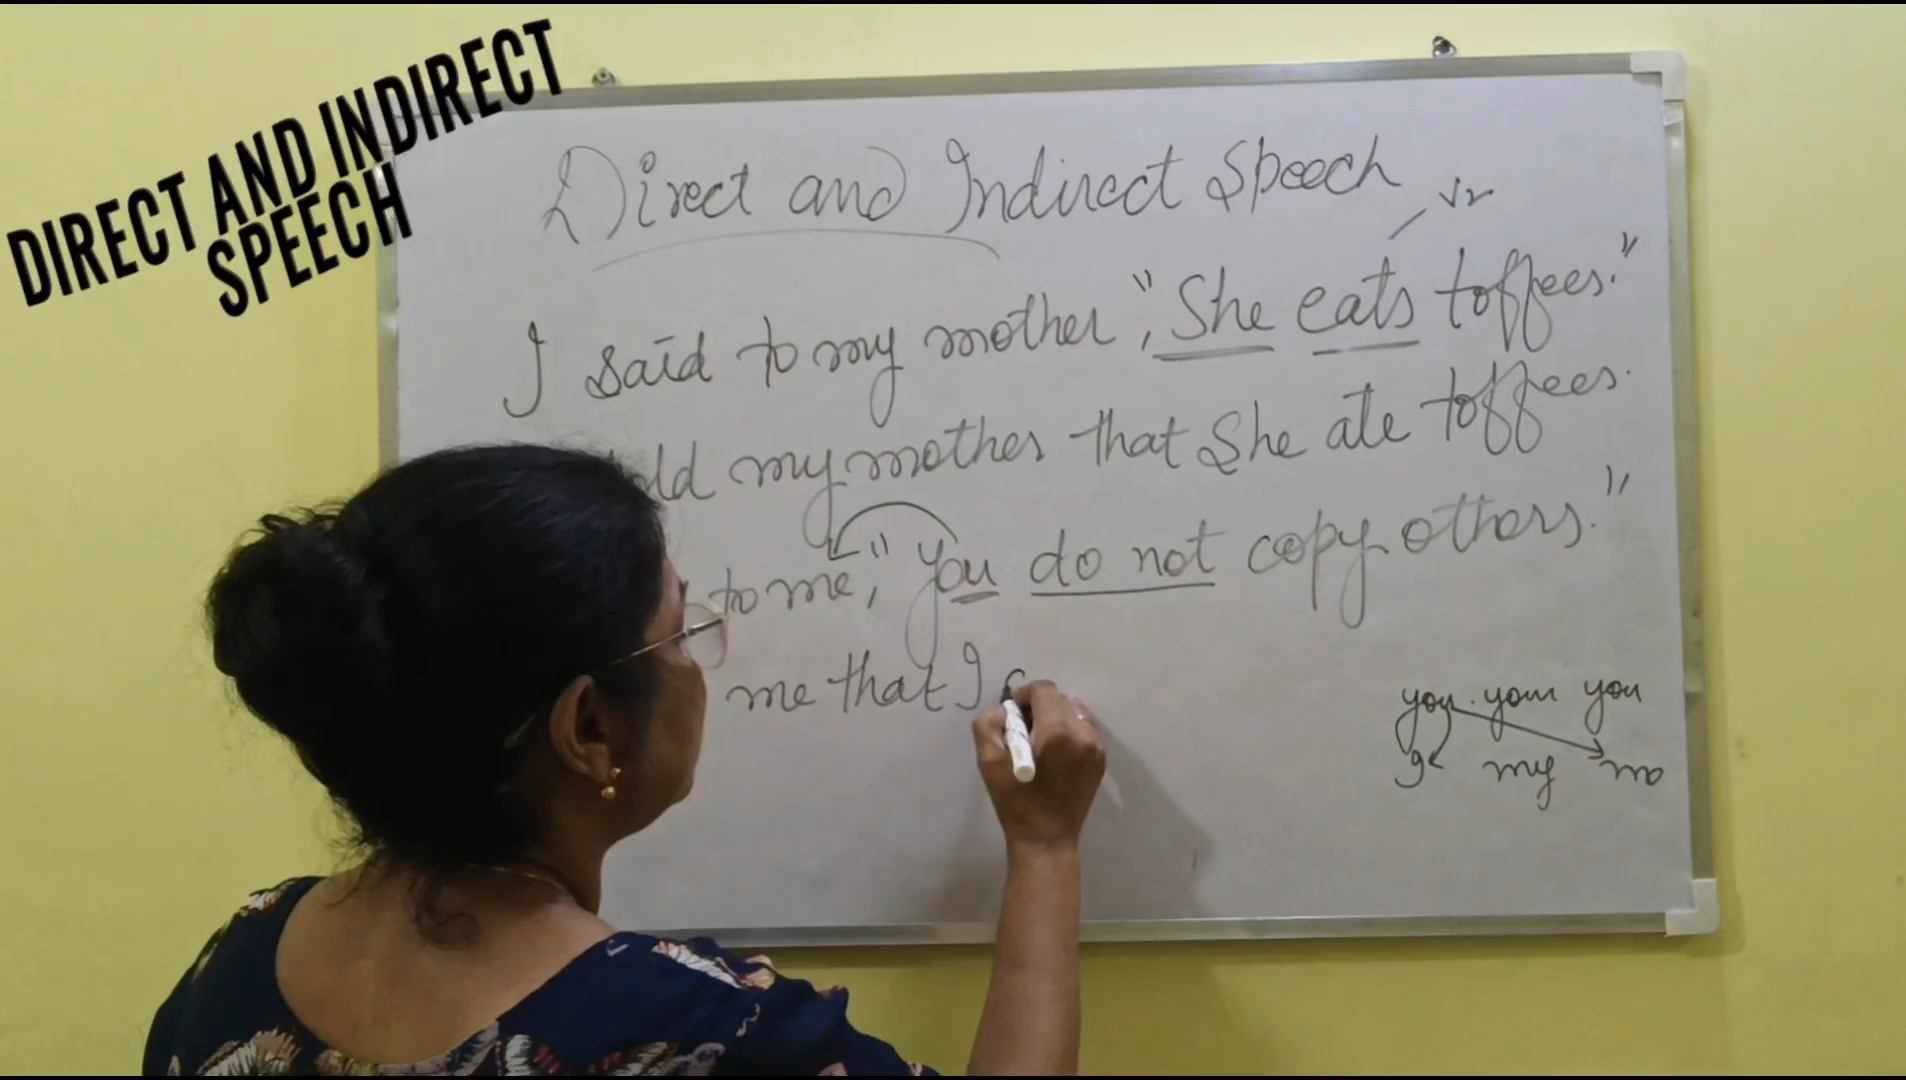 DIRECT AND INDIRECT
SPEECH
Direct and Indirect Speech
V2
I said to my mother, "She eats toffees."
told my mother that She ate toffees.
to me, "You do not copy others."
me that I
you your you
I my me